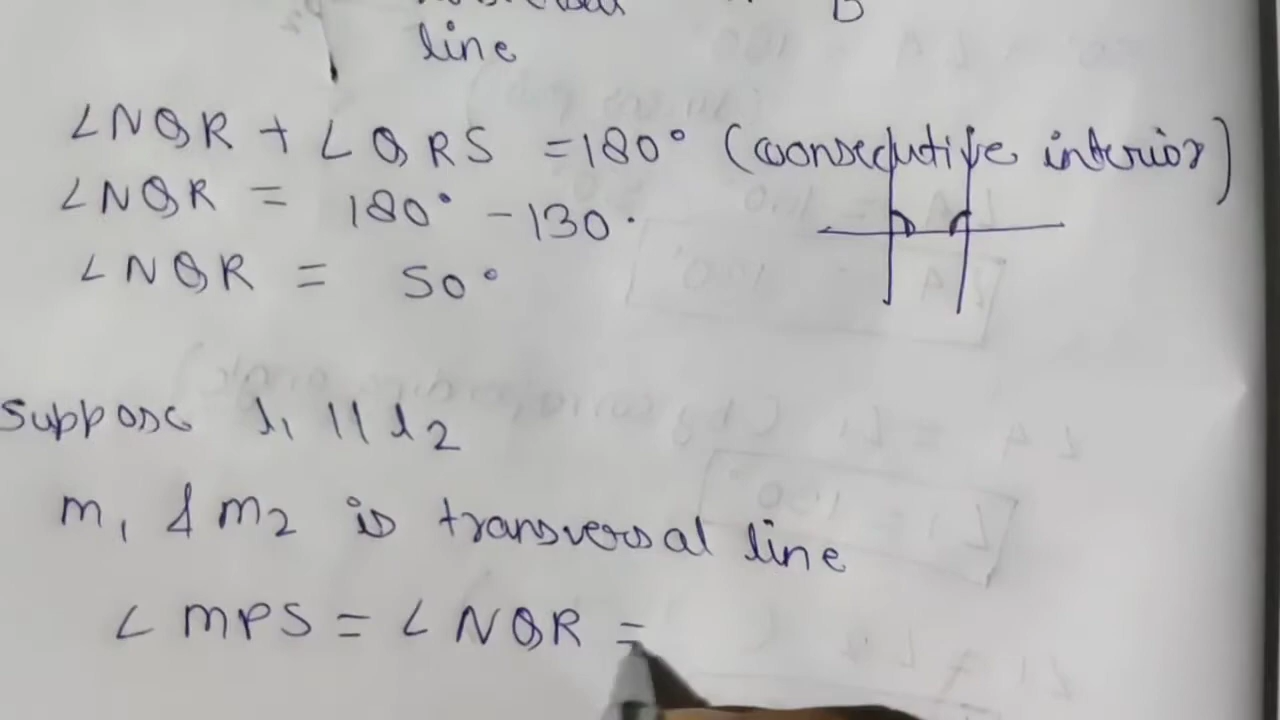 line B
∠NQR + ∠QRS = 180° (consecutive interior)
∠NQR = 180° - 130°
∠NQR = 50°
Suppose l₁ || l₂
m₁ & m₂ is transversal line
∠MPS = ∠NQR =